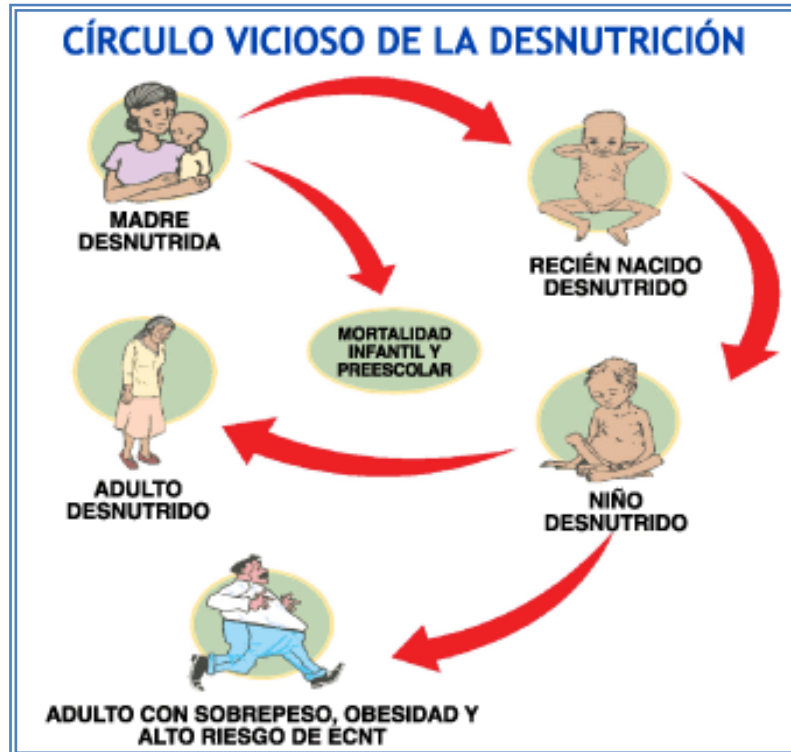 CÍRCULO VICIOSO DE LA DESNUTRICIÓN
MADRE
DESNUTRIDA
RECIÉN NACIDO
DESNUTRIDO
MORTALIDAD
INFANTIL Y
PREESCOLAR
ADULTO
DESNUTRIDO
NIÑO
DESNUTRIDO
ADULTO CON SOBREPESO, OBESIDAD Y
ALTO RIESGO DE ECNT